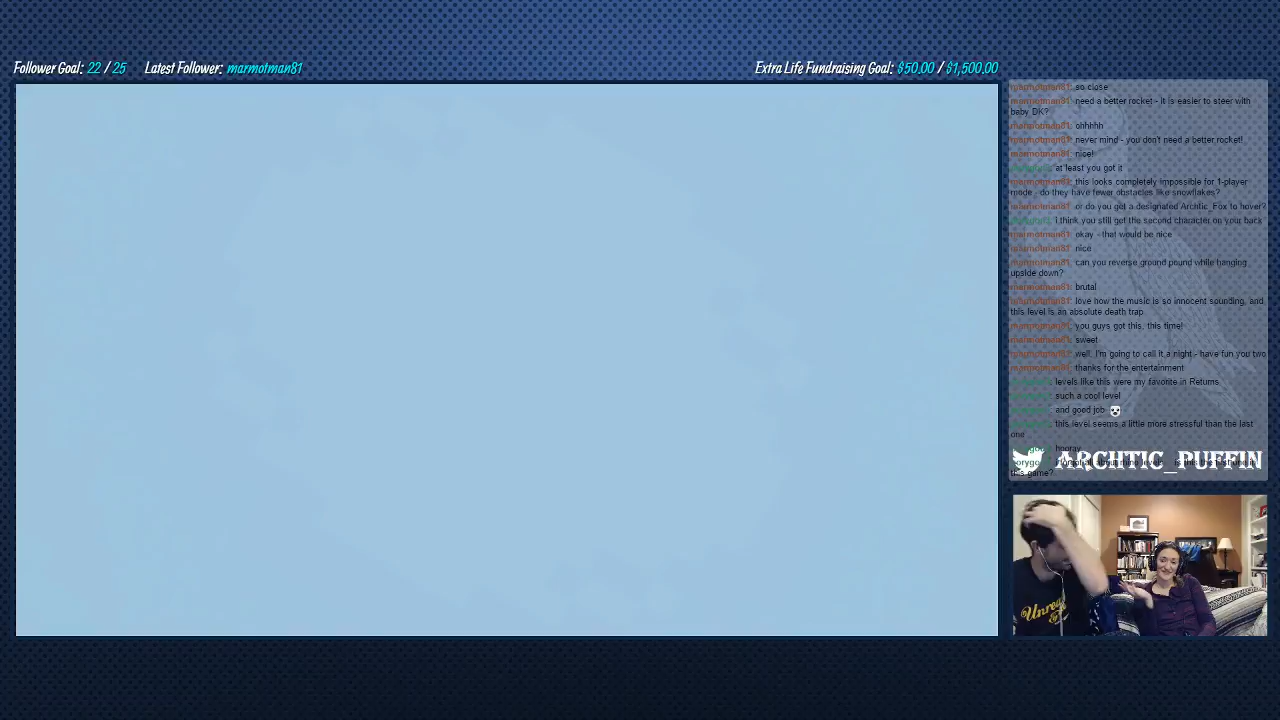 Follower Goal: 22 / 25
Latest Follower: marmotman81
Extra Life Fundraising Goal: $50.00 / $1,500.00
marmotman81: so close
marmotman81: need a better rocket - it is easier to steer with
baby DK?
marmotman81: ohhhhh
marmotman81: never mind - you don't need a better rocket!
marmotman81: nice!
at least you got it
marmotman81: this looks completely impossible for 1-player
mode - do they have fewer obstacles like snowflakes?
marmotman81: or do you get a designated Archtic_Fox to hover?
i think you still get the second character on your back
marmotman81: okay - that would be nice
marmotman81: nice
marmotman81: can you reverse ground pound while hanging
upside down?
marmotman81: brutal
marmotman81: love how the music is so innocent sounding, and
this level is an absolute death trap
marmotman81: you guys got this, this time!
marmotman81: sweet
marmotman81: well, I'm going to call it a night - have fun you two
marmotman81: thanks for the entertainment
levels like this were my favorite in Returns
such a cool level
and good job
this level seems a little more stressful than the last
one
hooray
this game?
ARCHTIC_PUFFIN